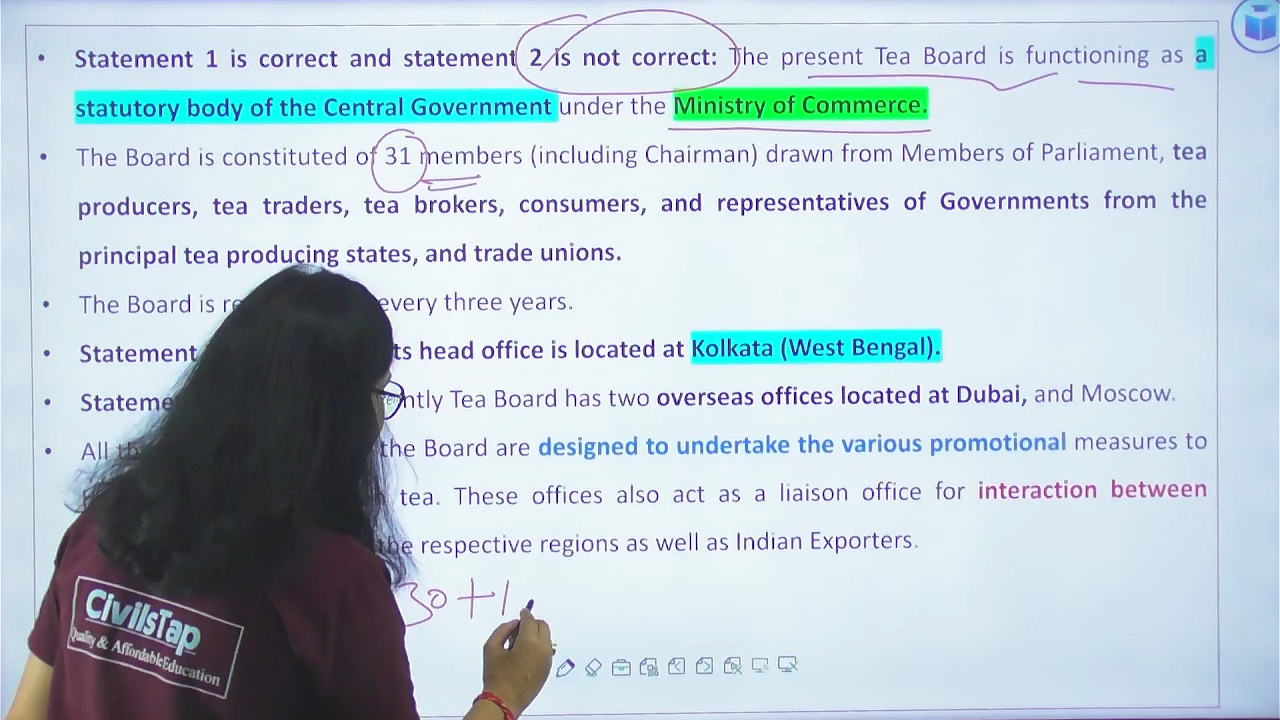 • Statement 1 is correct and statement 2 is not correct: The present Tea Board is functioning as a
statutory body of the Central Government under the Ministry of Commerce.
• The Board is constituted of 31 members (including Chairman) drawn from Members of Parliament, tea
producers, tea traders, tea brokers, consumers, and representatives of Governments from the
principal tea producing states, and trade unions.
• The Board is every three years.
• Statement ts head office is located at Kolkata (West Bengal).
• Stateme ntly Tea Board has two overseas offices located at Dubai, and Moscow.
• All the Board are designed to undertake the various promotional measures to
tea. These offices also act as a liaison office for interaction between
the respective regions as well as Indian Exporters.
30 + 1
CivilsTap
Quality & Affordable Education